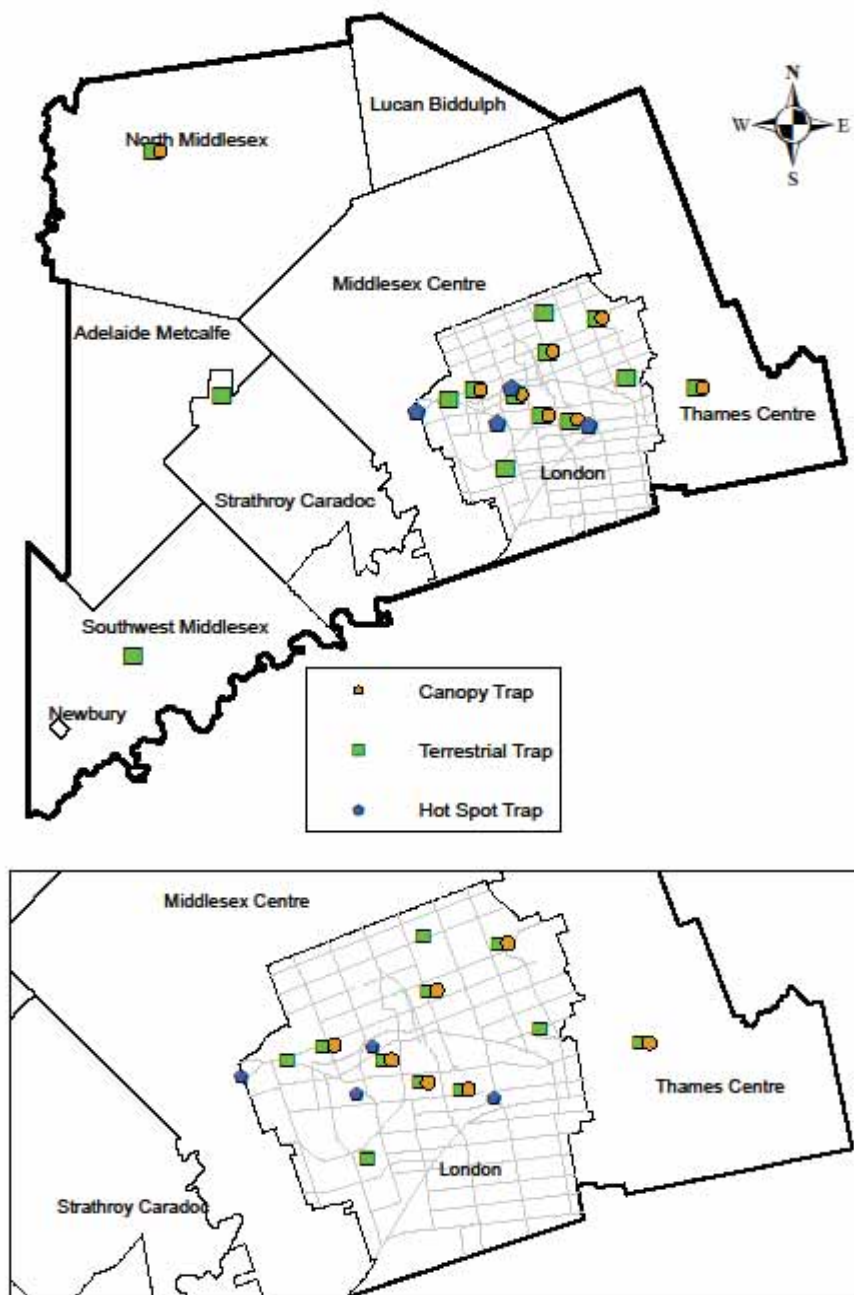 Lucan Biddulph
N
North Middlesex
W
E
S
Middlesex Centre
Adelaide Metcalfe
Thames Centre
London
Strathroy Caradoc
Southwest Middlesex
Newbury
Canopy Trap
Terrestrial Trap
Hot Spot Trap
Middlesex Centre
Thames Centre
London
Strathroy Caradoc